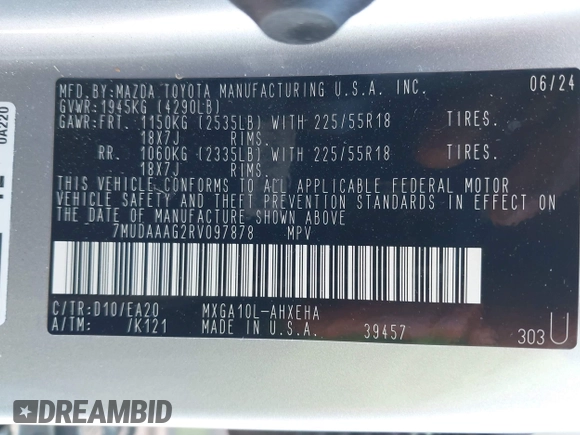 MFD.BY:MAZDA TOYOTA MANUFACTURING U.S.A. INC. 06/24
GVWR:1945KG (4290LB)
GAWR:FRT. 1150KG (2535LB) WITH 225/55R18 TIRES.
18X7J RIMS.
RR. 1060KG (2335LB) WITH 225/55R18 TIRES.
18X7J RIMS.
THIS VEHICLE CONFORMS TO ALL APPLICABLE FEDERAL MOTOR
VEHICLE SAFETY AND THEFT PREVENTION STANDARDS IN EFFECT ON
THE DATE OF MANUFACTURE SHOWN ABOVE.
7MUDAAAG2RV097878 MPV
C/TR:D10/EA20 MXGA10L-AHXEHA
A/TM: /K121 MADE IN U.S.A. 39457 303U
0A220
DREAMBID